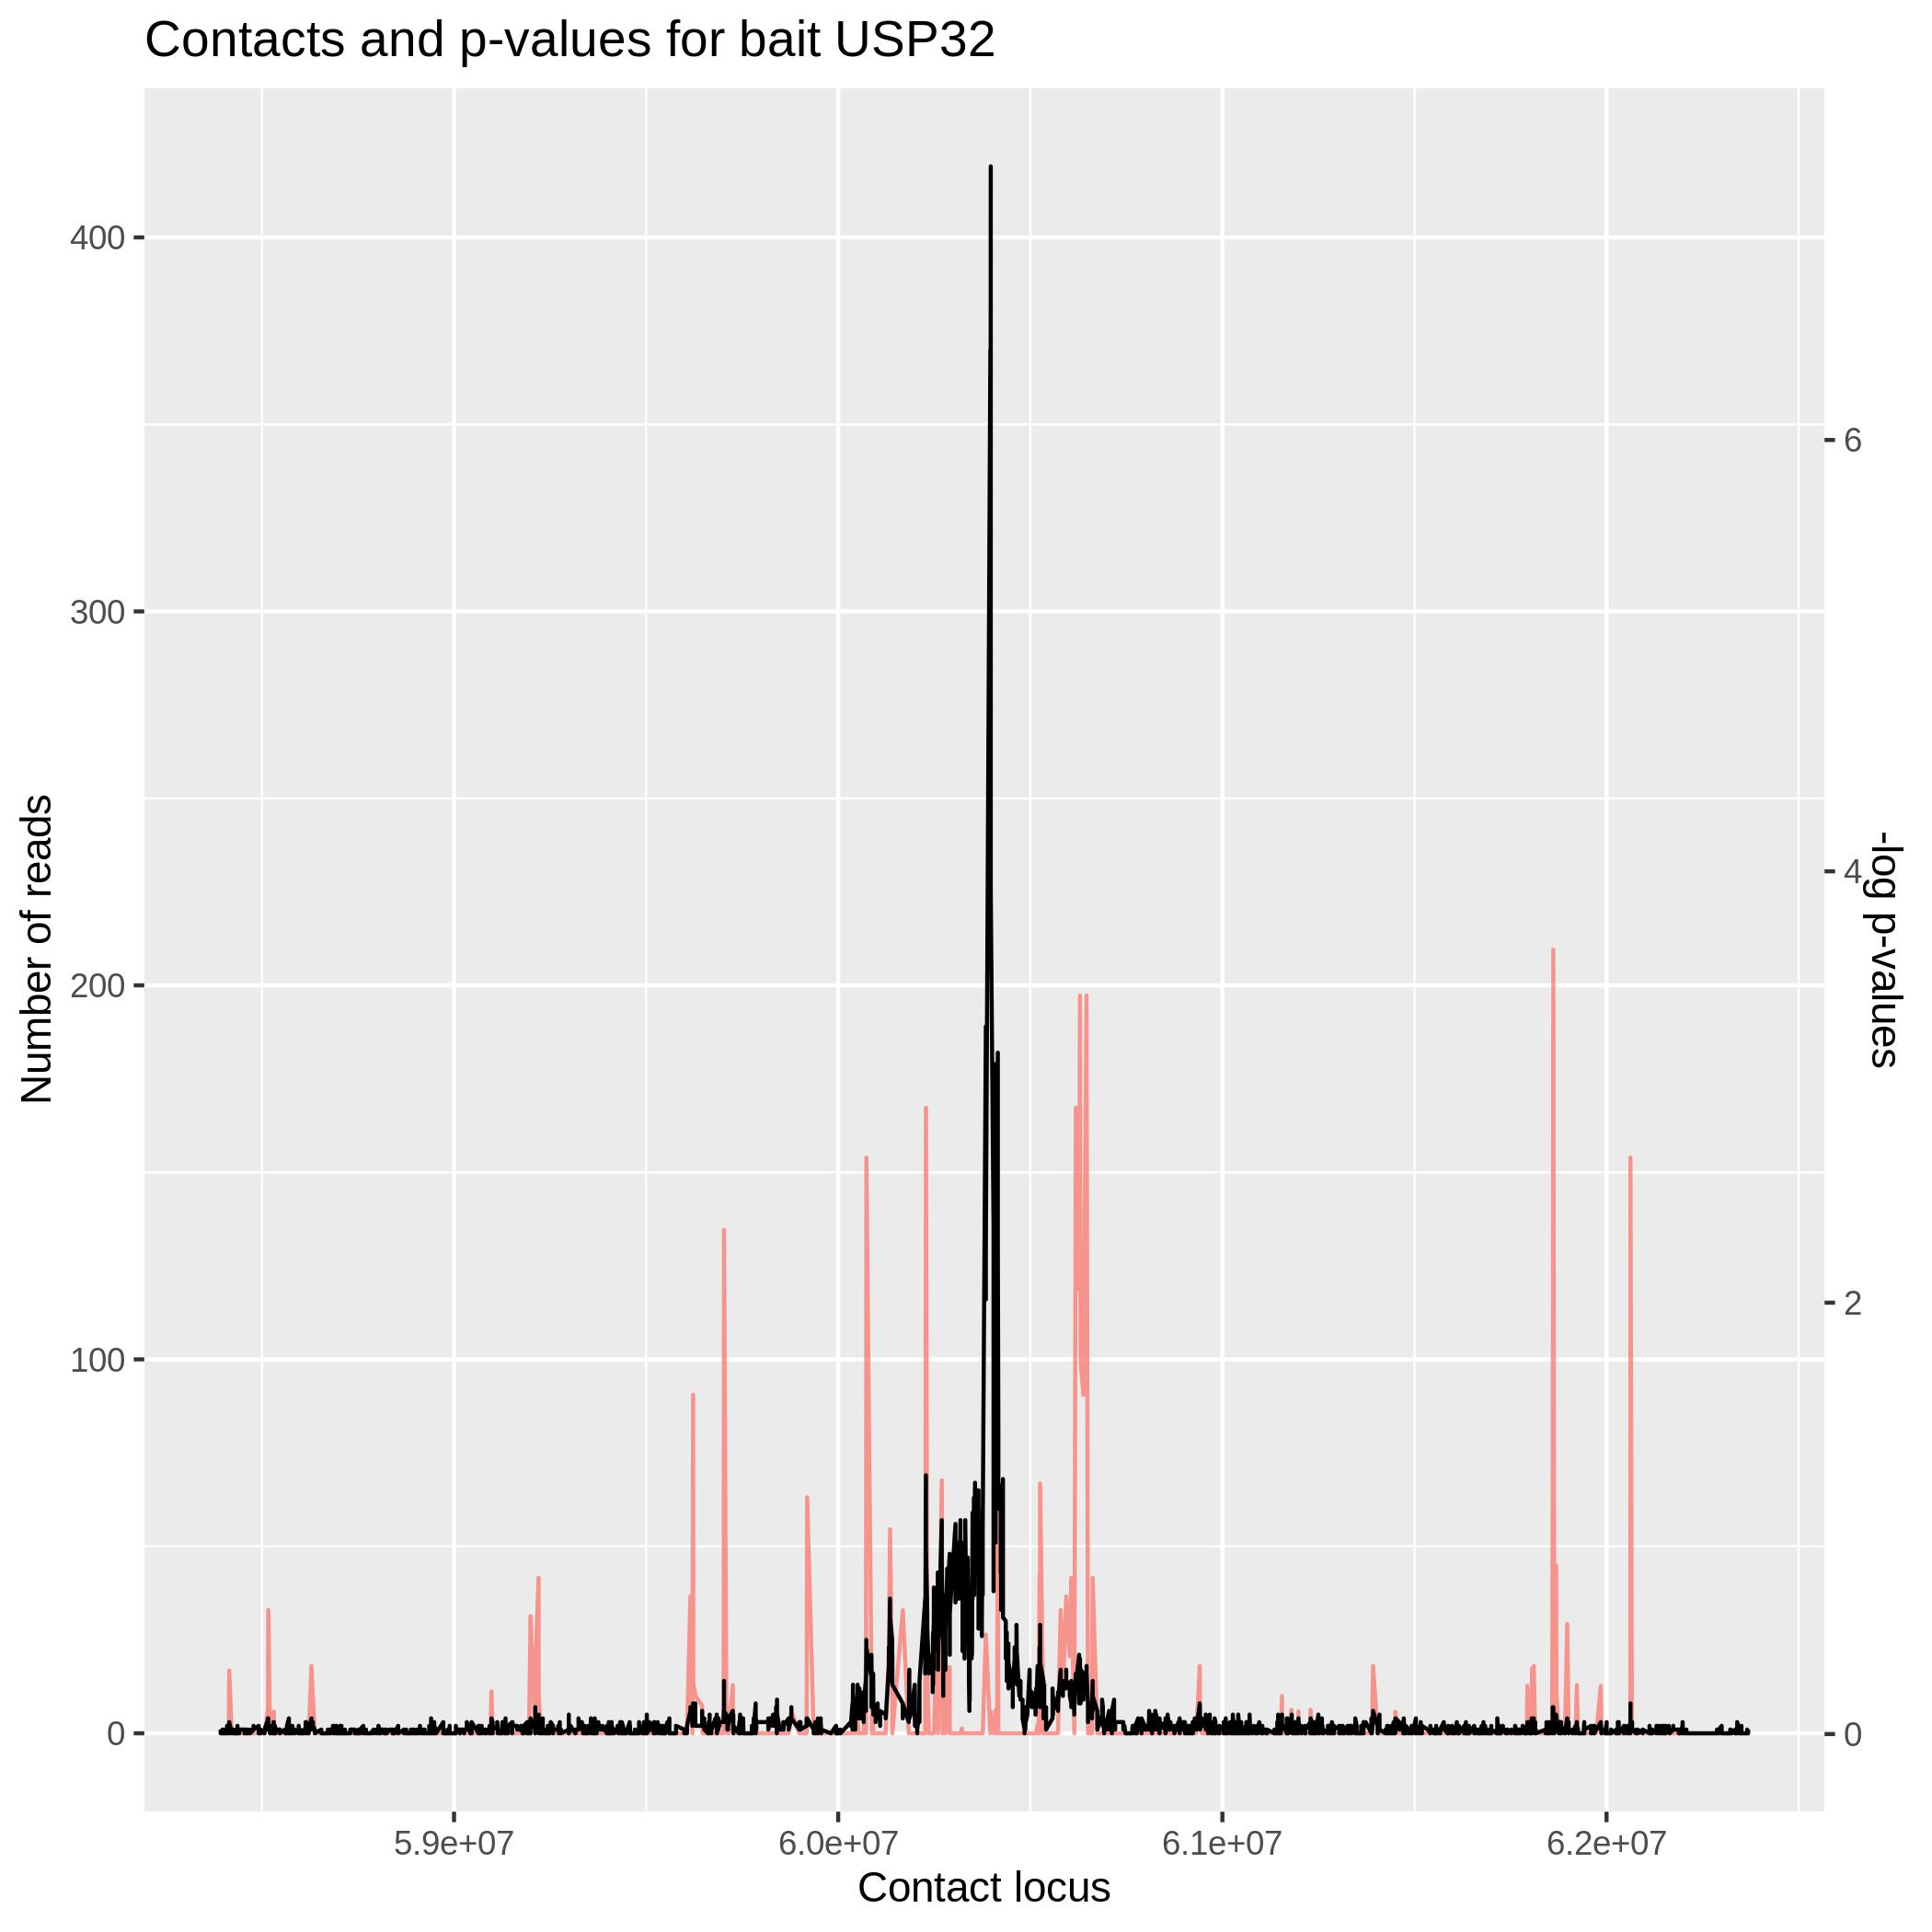 Contacts and p-values for bait USP32
Number of reads
400
300
200
100
0
6
4
2
0
-log p-values
5.9e+07
6.0e+07
6.1e+07
6.2e+07
Contact locus